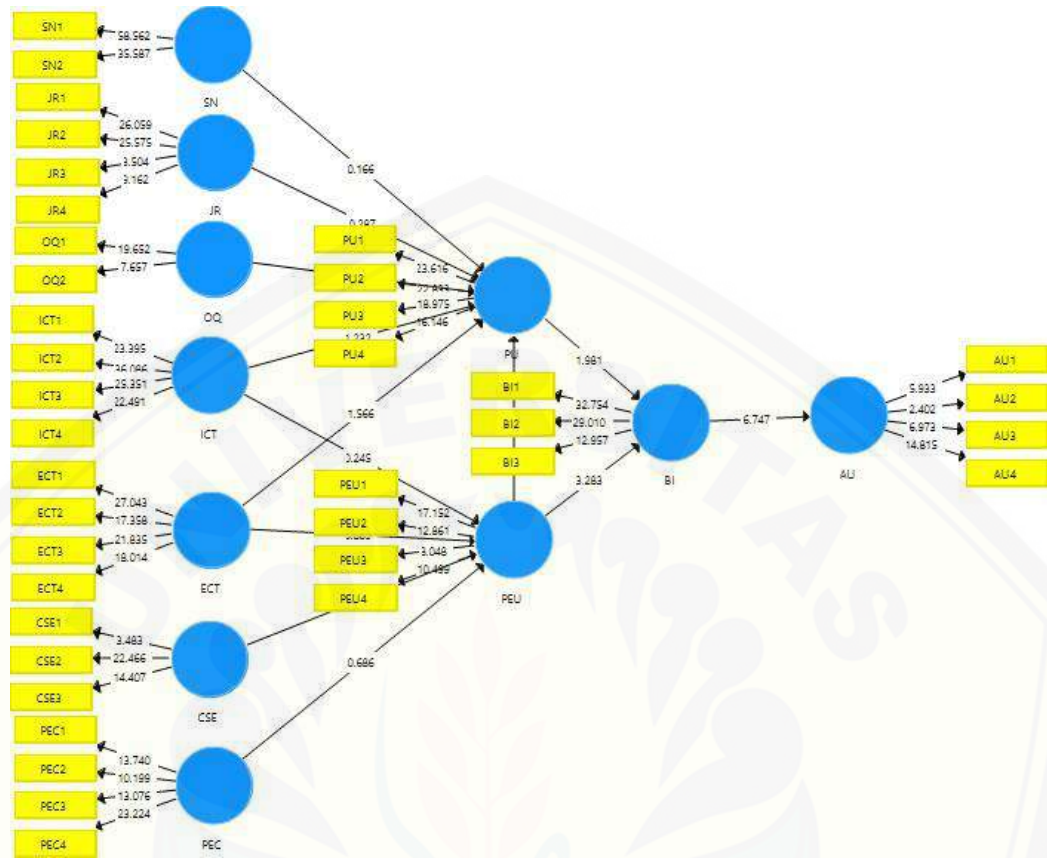 SN1
58.562
SN2
35.587
SN
JR1
26.059
JR2
25.575
JR3
3.504
JR4
JR
OQ1
19.652
OQ2
7.657
OQ
ICT1
23.395
ICT2
36.086
ICT3
25.351
ICT4
22.491
ICT
ECT1
27.043
ECT2
17.358
ECT3
21.835
ECT4
18.014
ECT
CSE1
3.483
CSE2
22.466
CSE3
14.407
CSE
PEC1
13.740
PEC2
10.199
PEC3
13.076
PEC4
23.224
PEC
0.166
1.566
0.686
PU1
23.616
PU2
PU3
18.975
PU4
16.146
PU
PEU1
17.152
PEU2
12.861
PEU3
3.048
PEU4
10.499
PEU
1.981
3.283
BI1
32.754
BI2
29.010
BI3
12.957
BI
6.747
AU
AU1
5.933
AU2
2.402
AU3
6.973
AU4
14.815
UNIVERSITAS